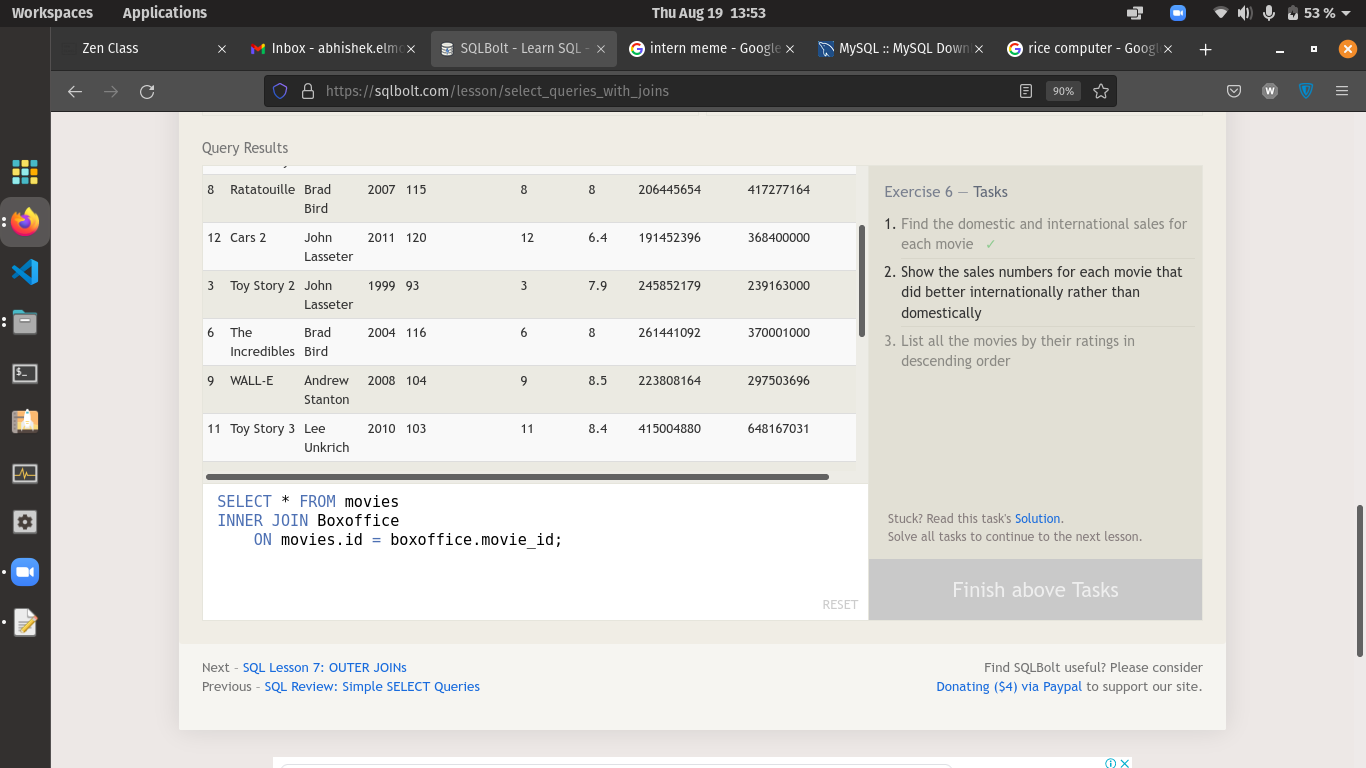 Workspaces Applications Thu Aug 19 13:53 53 %
Zen Class Inbox - abhishek.elmo SQLBolt - Learn SQL - intern meme - Google MySQL :: MySQL Down rice computer - Googl
https://sqlbolt.com/lesson/select_queries_with_joins 90% W
Query Results
8 Ratatouille Brad 2007 115 8 8 206445654 417277164
Bird
12 Cars 2 John 2011 120 12 6.4 191452396 368400000
Lasseter
3 Toy Story 2 John 1999 93 3 7.9 245852179 239163000
Lasseter
6 The Brad 2004 116 6 8 261441092 370001000
Incredibles Bird
9 WALL-E Andrew 2008 104 9 8.5 223808164 297503696
Stanton
11 Toy Story 3 Lee 2010 103 11 8.4 415004880 648167031
Unkrich
SELECT * FROM movies
INNER JOIN Boxoffice
ON movies.id = boxoffice.movie_id;
RESET
Exercise 6 — Tasks
1. Find the domestic and international sales for
each movie ✓
2. Show the sales numbers for each movie that
did better internationally rather than
domestically
3. List all the movies by their ratings in
descending order
Stuck? Read this task's Solution.
Solve all tasks to continue to the next lesson.
Finish above Tasks
Next - SQL Lesson 7: OUTER JOINs
Previous - SQL Review: Simple SELECT Queries
Find SQLBolt useful? Please consider
Donating ($4) via Paypal to support our site.